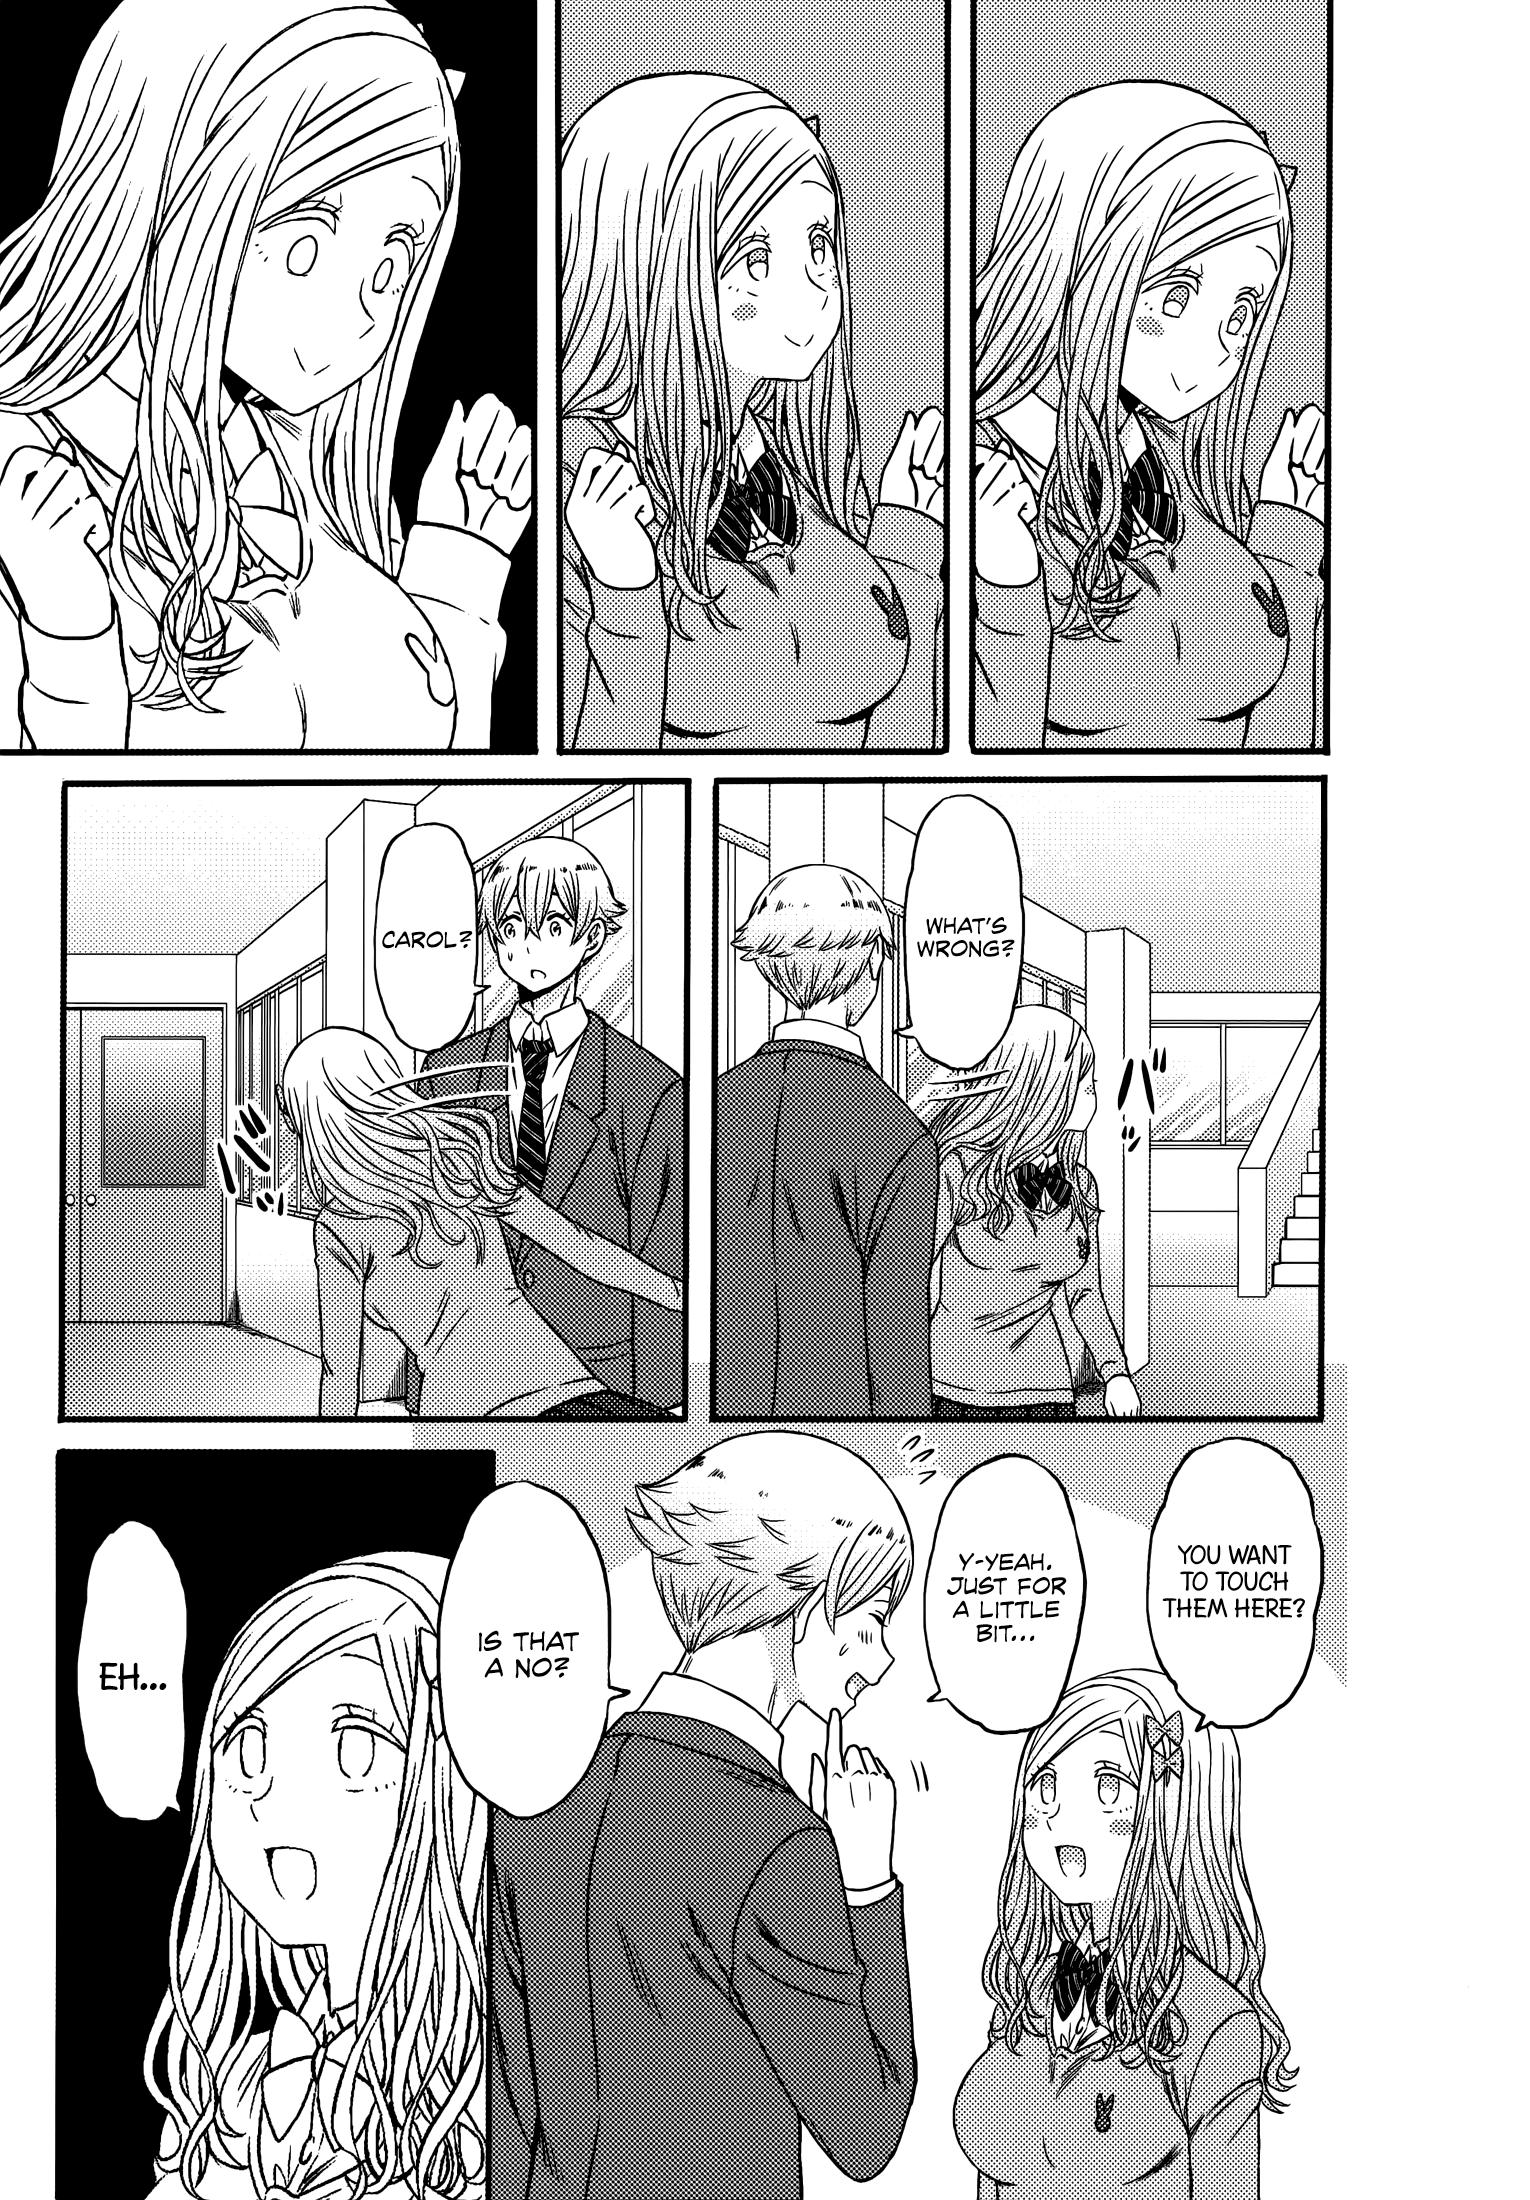 WHAT'S
WRONG?
CAROL?
YOU WANT
TO TOUCH
THEM HERE?
Y-YEAH.
JUST FOR
A LITTLE
BIT...
IS THAT
A NO?
EH...